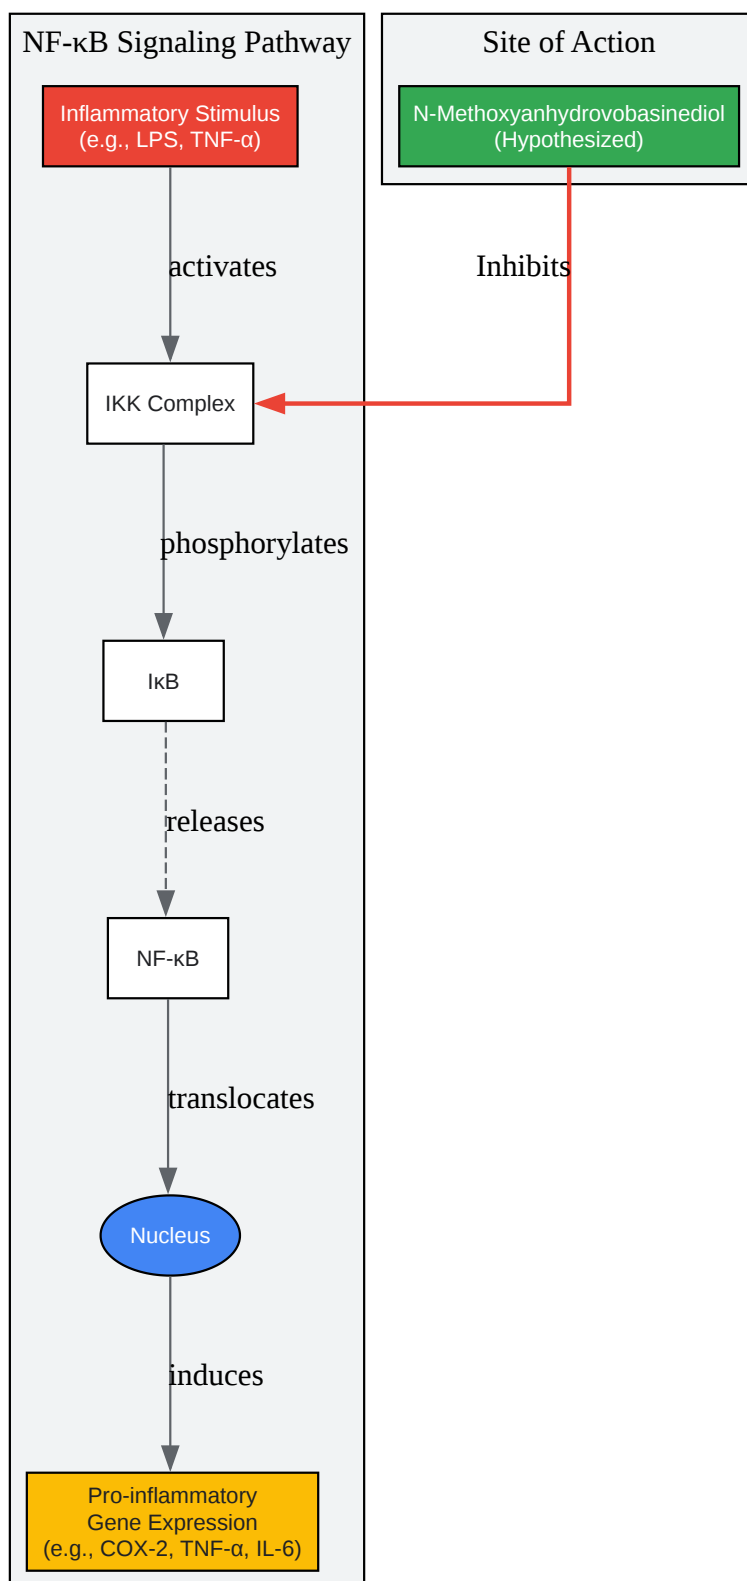 NF-κB Signaling Pathway
Site of Action
Inflammatory Stimulus
(e.g., LPS, TNF-α)
N-Methoxyanhydrovobasinediol
(Hypothesized)
activates
Inhibits
IKK Complex
phosphorylates
IκB
releases
NF-κB
translocates
Nucleus
induces
Pro-inflammatory
Gene Expression
(e.g., COX-2, TNF-α, IL-6)